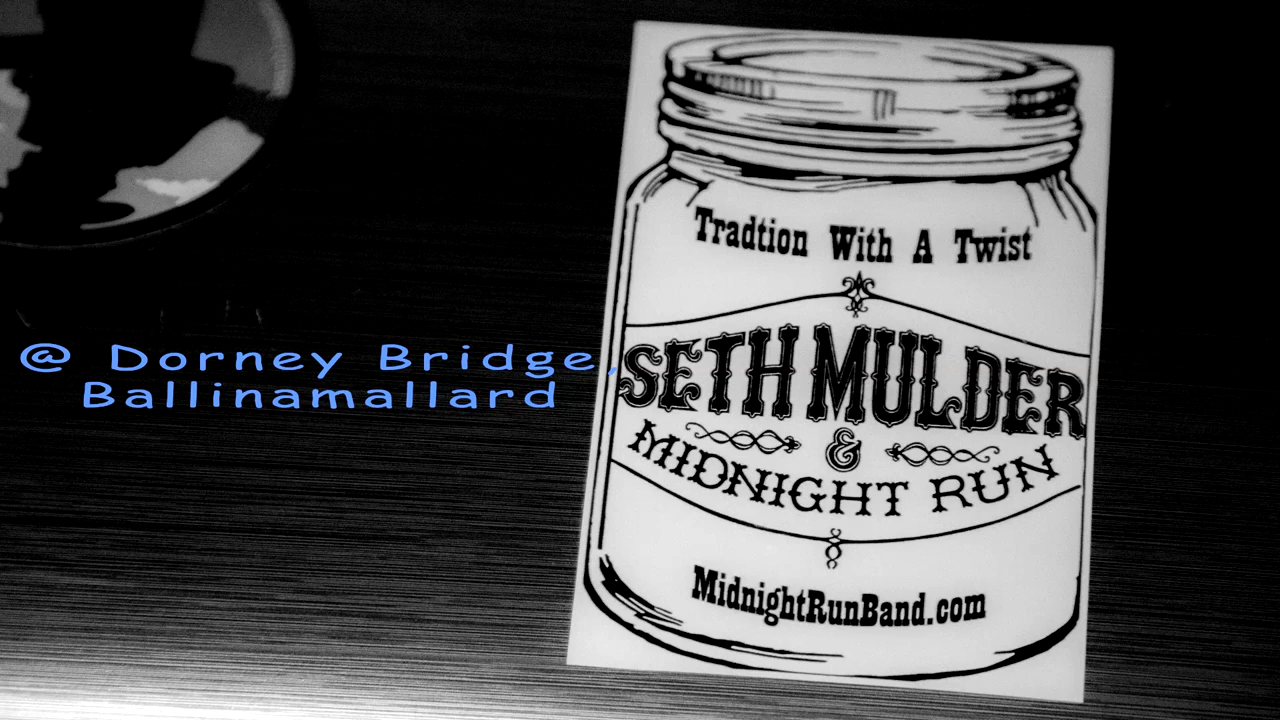 @ Dorney Bridge,
Ballinamallard
Tradtion With A Twist
SETH MULDER
&
MIDNIGHT RUN
MidnightRunBand.com